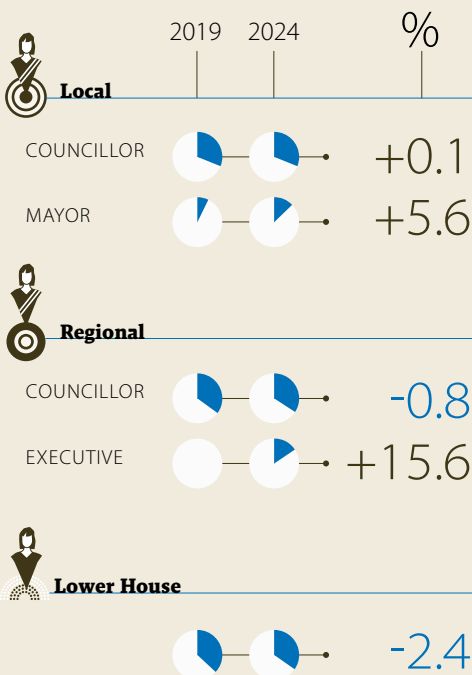 2019 2024 %
Local
COUNCILLOR +0.1
MAYOR +5.6
Regional
COUNCILLOR -0.8
EXECUTIVE +15.6
Lower House
-2.4